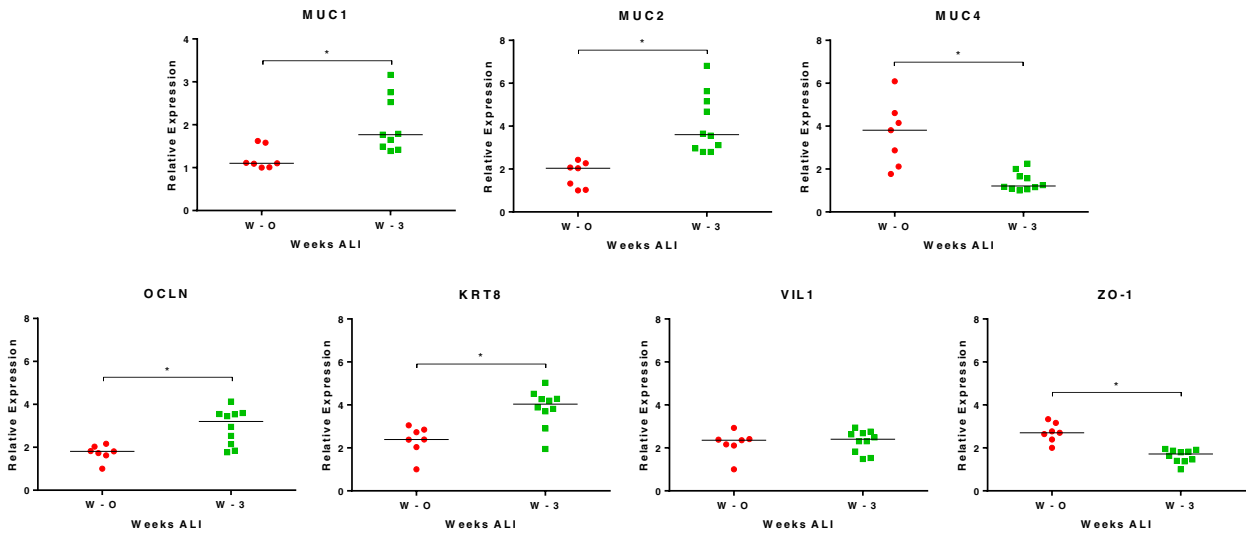 MUC1
MUC2
MUC4
4
3
2
1
0
Relative Expression
*
W - O
W - 3
Weeks ALI
8
6
4
2
0
Relative Expression
*
W - O
W - 3
Weeks ALI
8
6
4
2
0
Relative Expression
*
W - O
W - 3
Weeks ALI
OCLN
KRT8
VIL1
ZO-1
8
6
4
2
0
Relative Expression
*
W - O
W - 3
Weeks ALI
8
6
4
2
0
Relative Expression
*
W - O
W - 3
Weeks ALI
8
6
4
2
0
Relative Expression
W - O
W - 3
Weeks ALI
8
6
4
2
0
Relative Expression
*
W - O
W - 3
Weeks ALI